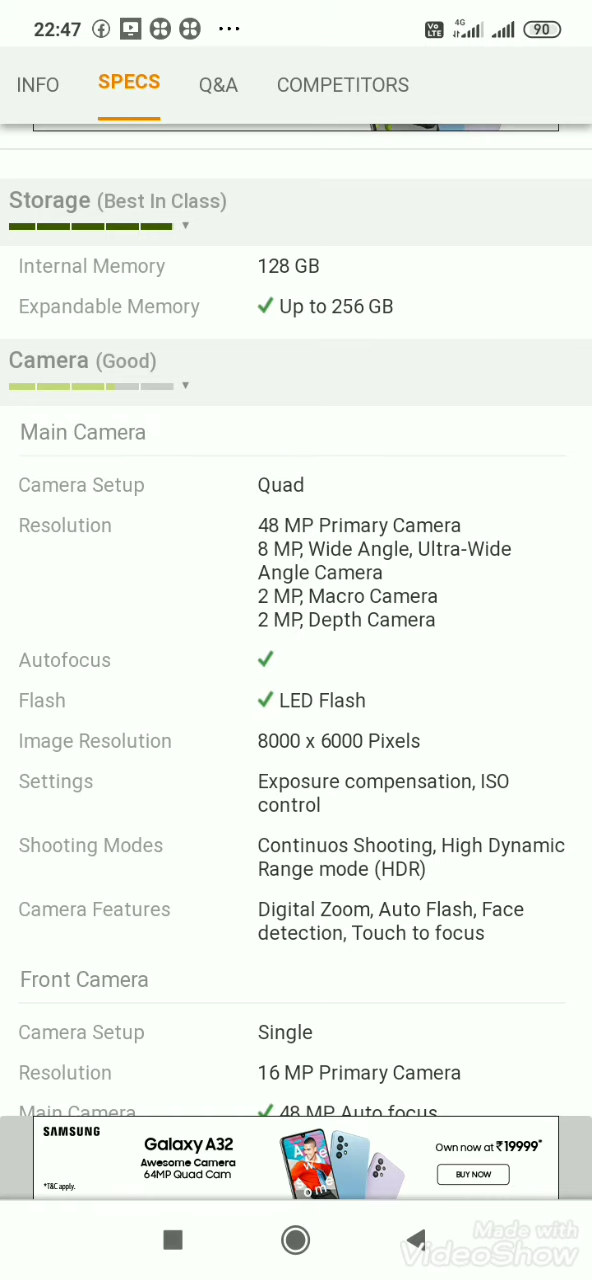 22:47
Vo LTE 4G 90
INFO SPECS Q&A COMPETITORS
Storage (Best In Class)
Internal Memory 128 GB
Expandable Memory Up to 256 GB
Camera (Good)
Main Camera
Camera Setup Quad
Resolution 48 MP Primary Camera
8 MP, Wide Angle, Ultra-Wide
Angle Camera
2 MP, Macro Camera
2 MP, Depth Camera
Autofocus
Flash LED Flash
Image Resolution 8000 x 6000 Pixels
Settings Exposure compensation, ISO
control
Shooting Modes Continuos Shooting, High Dynamic
Range mode (HDR)
Camera Features Digital Zoom, Auto Flash, Face
detection, Touch to focus
Front Camera
Camera Setup Single
Resolution 16 MP Primary Camera
Main Camera 48 MP Auto focus
SAMSUNG
Galaxy A32
Awesome Camera
64MP Quad Cam
*T&C apply.
Awesome
Own now at ₹19999*
BUY NOW
Made with
VideoShow